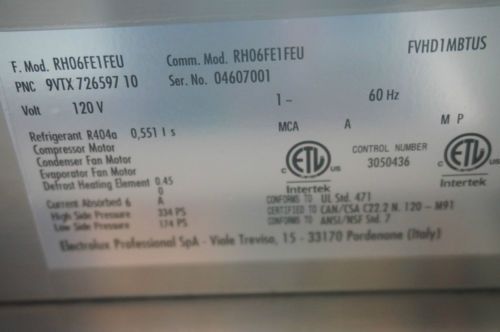 F. Mod. RH06FE1FEU Comm. Mod. RH06FE1FEU FVHD1MBTUS
PNC 9VTX 726597 10 Ser. No. 04607001
Volt 120 V 1~ 60 Hz
Refrigerant R404a 0,551 l s MCA A M P
Compressor Motor
Condenser Fan Motor
Evaporator Fan Motor
Defrost Heating Element 0.45
0
Current Absorbed 6 A
High Side Pressure 334 PS
Low Side Pressure 174 PS
c ETL us
Intertek
CONTROL NUMBER
3050436
ETL
Intertek
CONFORMS TO UL Std. 471
CERTIFIED TO CAN/CSA C22.2 N. 120 - M91
CONFORMS TO ANSI/NSF Std. 7
Electrolux Professional SpA - Viale Treviso, 15 - 33170 Pordenone (Italy)